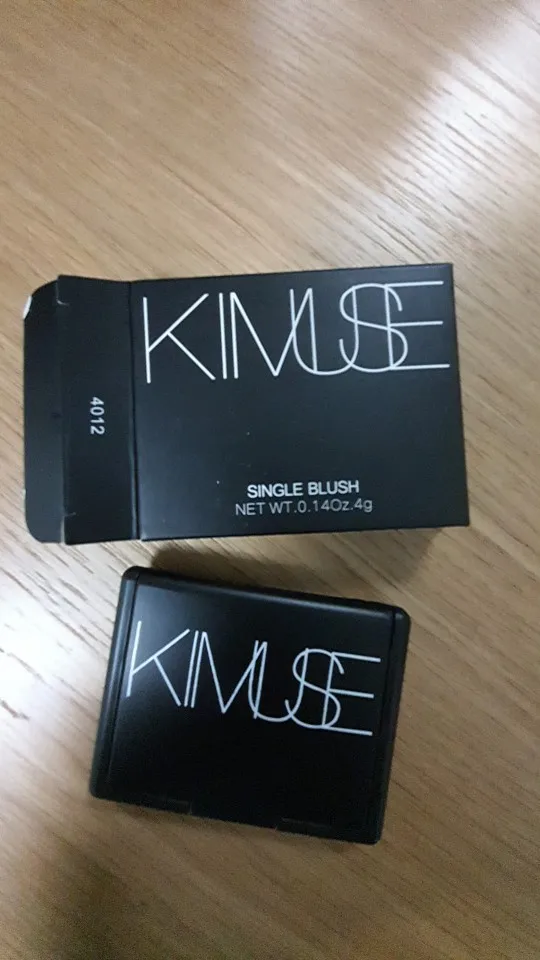 KIMUSE
4012
SINGLE BLUSH
NET WT.0.14Oz.4g
KIMUSE